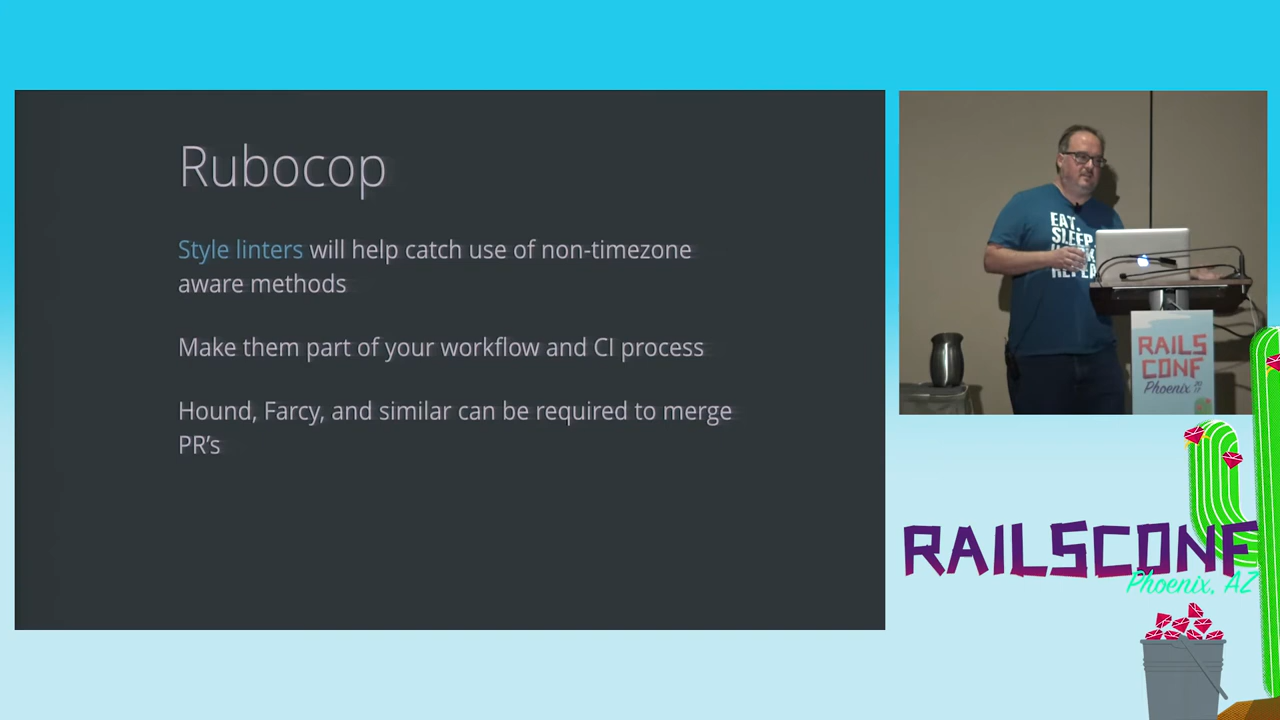 Rubocop
Style linters will help catch use of non-timezone
aware methods
Make them part of your workflow and CI process
Hound, Farcy, and similar can be required to merge
PR's
EAT.
SLEEP.
REPEAT
RAILS
CONF
Phoenix
RAILSCONF
Phoenix, AZ